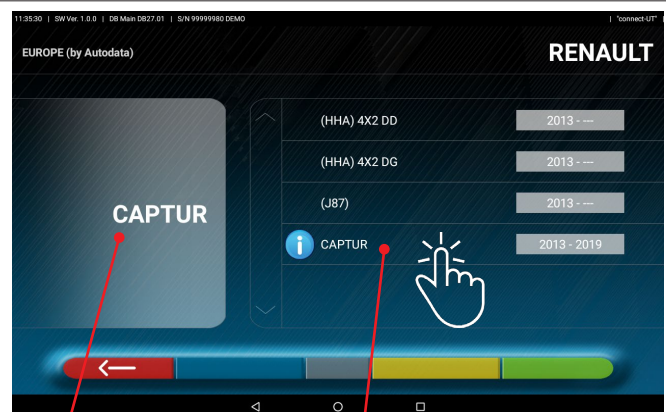 11:35:30 | SW Ver. 1.0.0 | DB Main DB27.01 | S/N 99999980 DEMO | "connect-UT" |
EUROPE (by Autodata) RENAULT
(HHA) 4X2 DD 2013 - ---
(HHA) 4X2 DG 2013 - ---
CAPTUR
(J87) 2013 - ---
CAPTUR 2013 - 2019